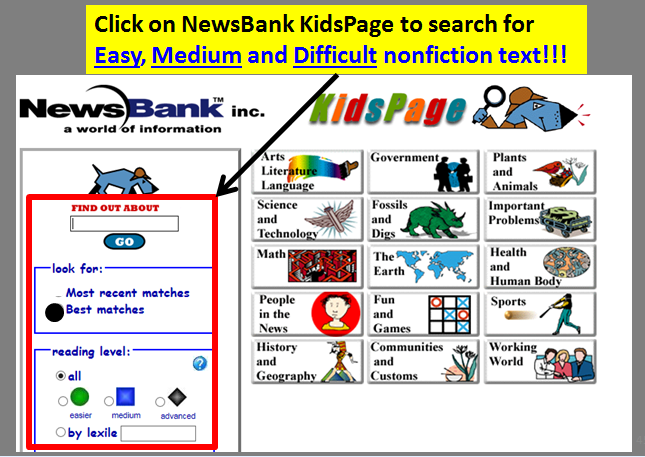 Click on NewsBank KidsPage to search for
Easy, Medium and Difficult nonfiction text!!!
NewsBank™ inc.
a world of information
KidsPage
FIND OUT ABOUT
GO
look for:
Most recent matches
Best matches
reading level:
?
all
easier
medium
advanced
by lexile
Arts
Literature
Language
Government
Plants
and
Animals
Science
and
Technology
Fossils
and
Digs
Important
Problems
Math
The
Earth
Health
and
Human Body
People
in the
News
Fun
and
Games
Sports
History
and
Geography
Communities
and
Customs
Working
World